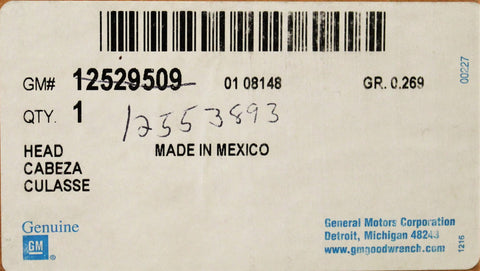 GM# 12529509 01 08148 GR. 0.269
QTY. 1 12553893
HEAD MADE IN MEXICO
CABEZA
CULASSE
Genuine
GM ®
General Motors Corporation
Detroit, Michigan 48243
www.gmgoodwranch.com
00227
1216